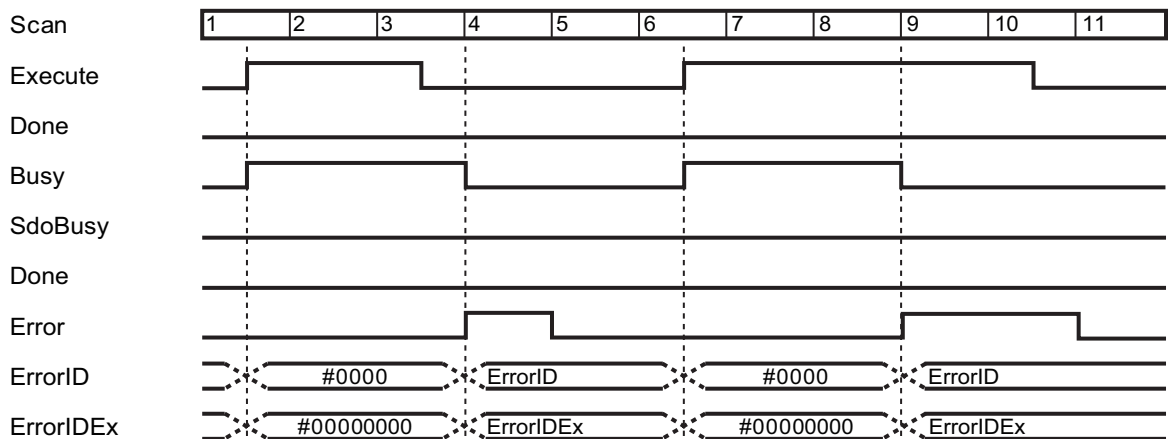 Scan 1 2 3 4 5 6 7 8 9 10 11
Execute
Done
Busy
SdoBusy
Done
Error
ErrorID #0000 ErrorID #0000 ErrorID
ErrorIDEx #00000000 ErrorIDEx #00000000 ErrorIDEx